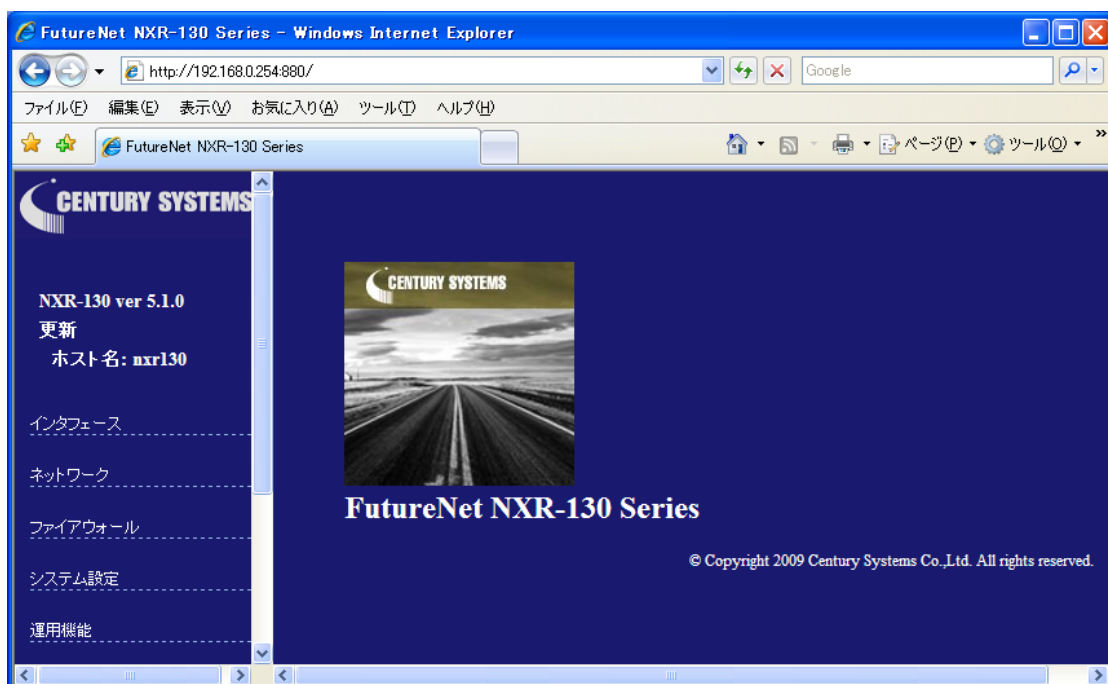 FutureNet NXR-130 Series - Windows Internet Explorer
http://192.168.0.254:880/
Google
ファイル(F) 編集(E) 表示(V) お気に入り(A) ツール(T) ヘルプ(H)
FutureNet NXR-130 Series
ページ(P) ツール(O)
CENTURY SYSTEMS
NXR-130 ver 5.1.0
更新
ホスト名: nxr130
インタフェース
ネットワーク
ファイアウォール
システム設定
運用機能
CENTURY SYSTEMS
FutureNet NXR-130 Series
© Copyright 2009 Century Systems Co.,Ltd. All rights reserved.